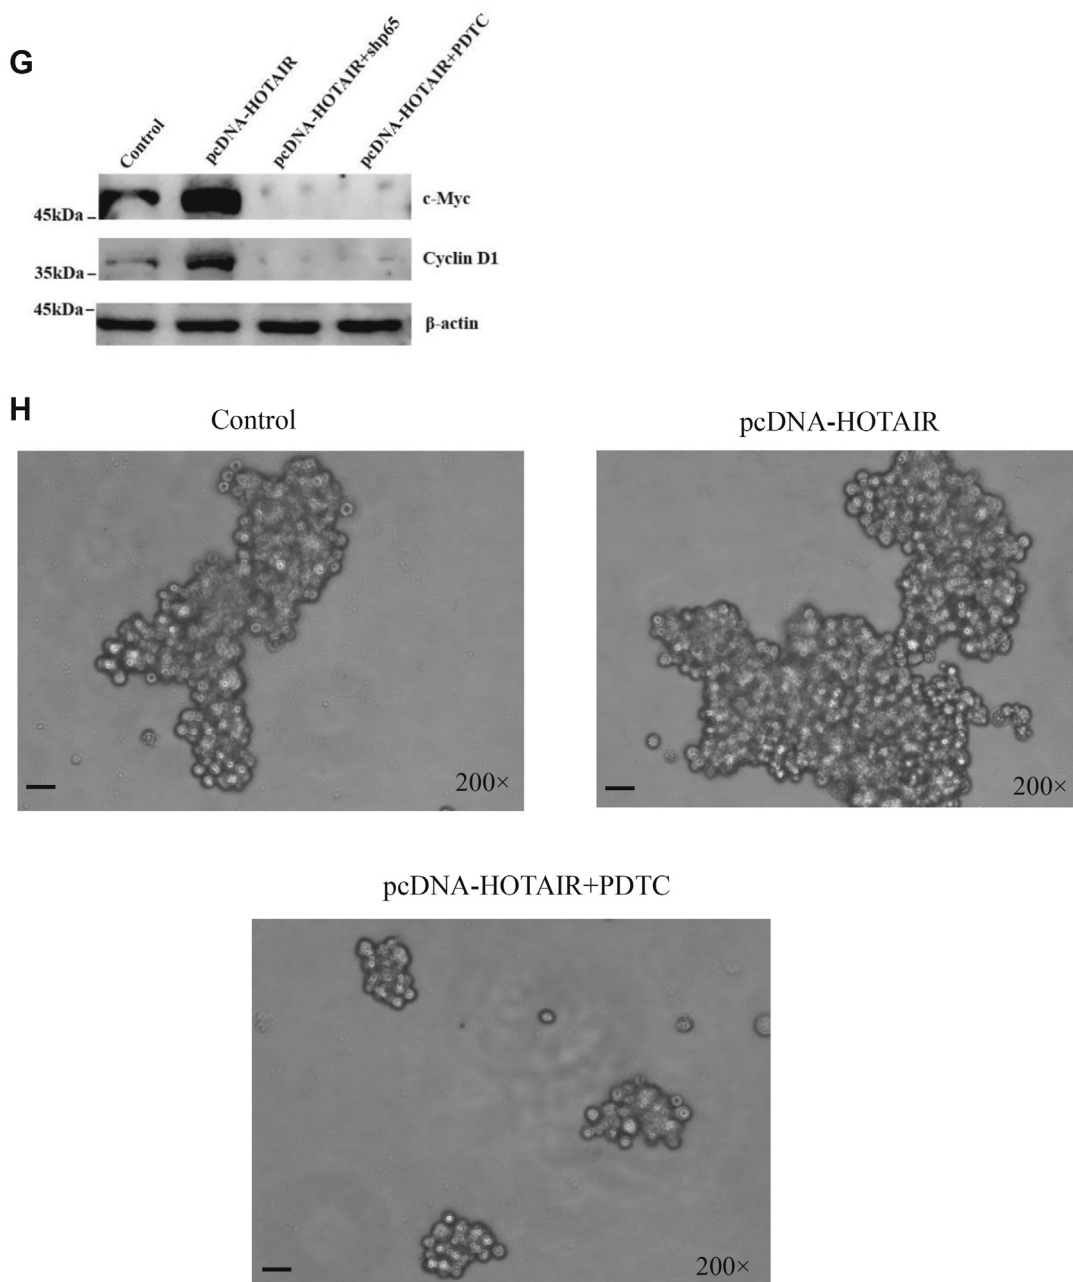 G
Control
pcDNA-HOTAIR
pcDNA-HOTAIR+shp65
pcDNA-HOTAIR+PDTC
c-Myc
45kDa
Cyclin D1
35kDa
45kDa
β-actin
H
Control
pcDNA-HOTAIR
200×
200×
pcDNA-HOTAIR+PDTC
200×